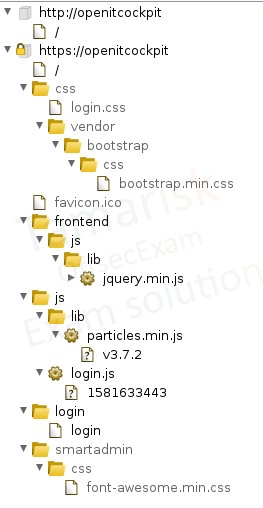 http://openitcockpit
/
https://openitcockpit
/
css
login.css
vendor
bootstrap
css
bootstrap.min.css
favicon.ico
frontend
js
lib
jquery.min.js
js
lib
particles.min.js
v3.7.2
login.js
1581633443
login
login
smartadmin
css
font-awesome.min.css
Exam solution